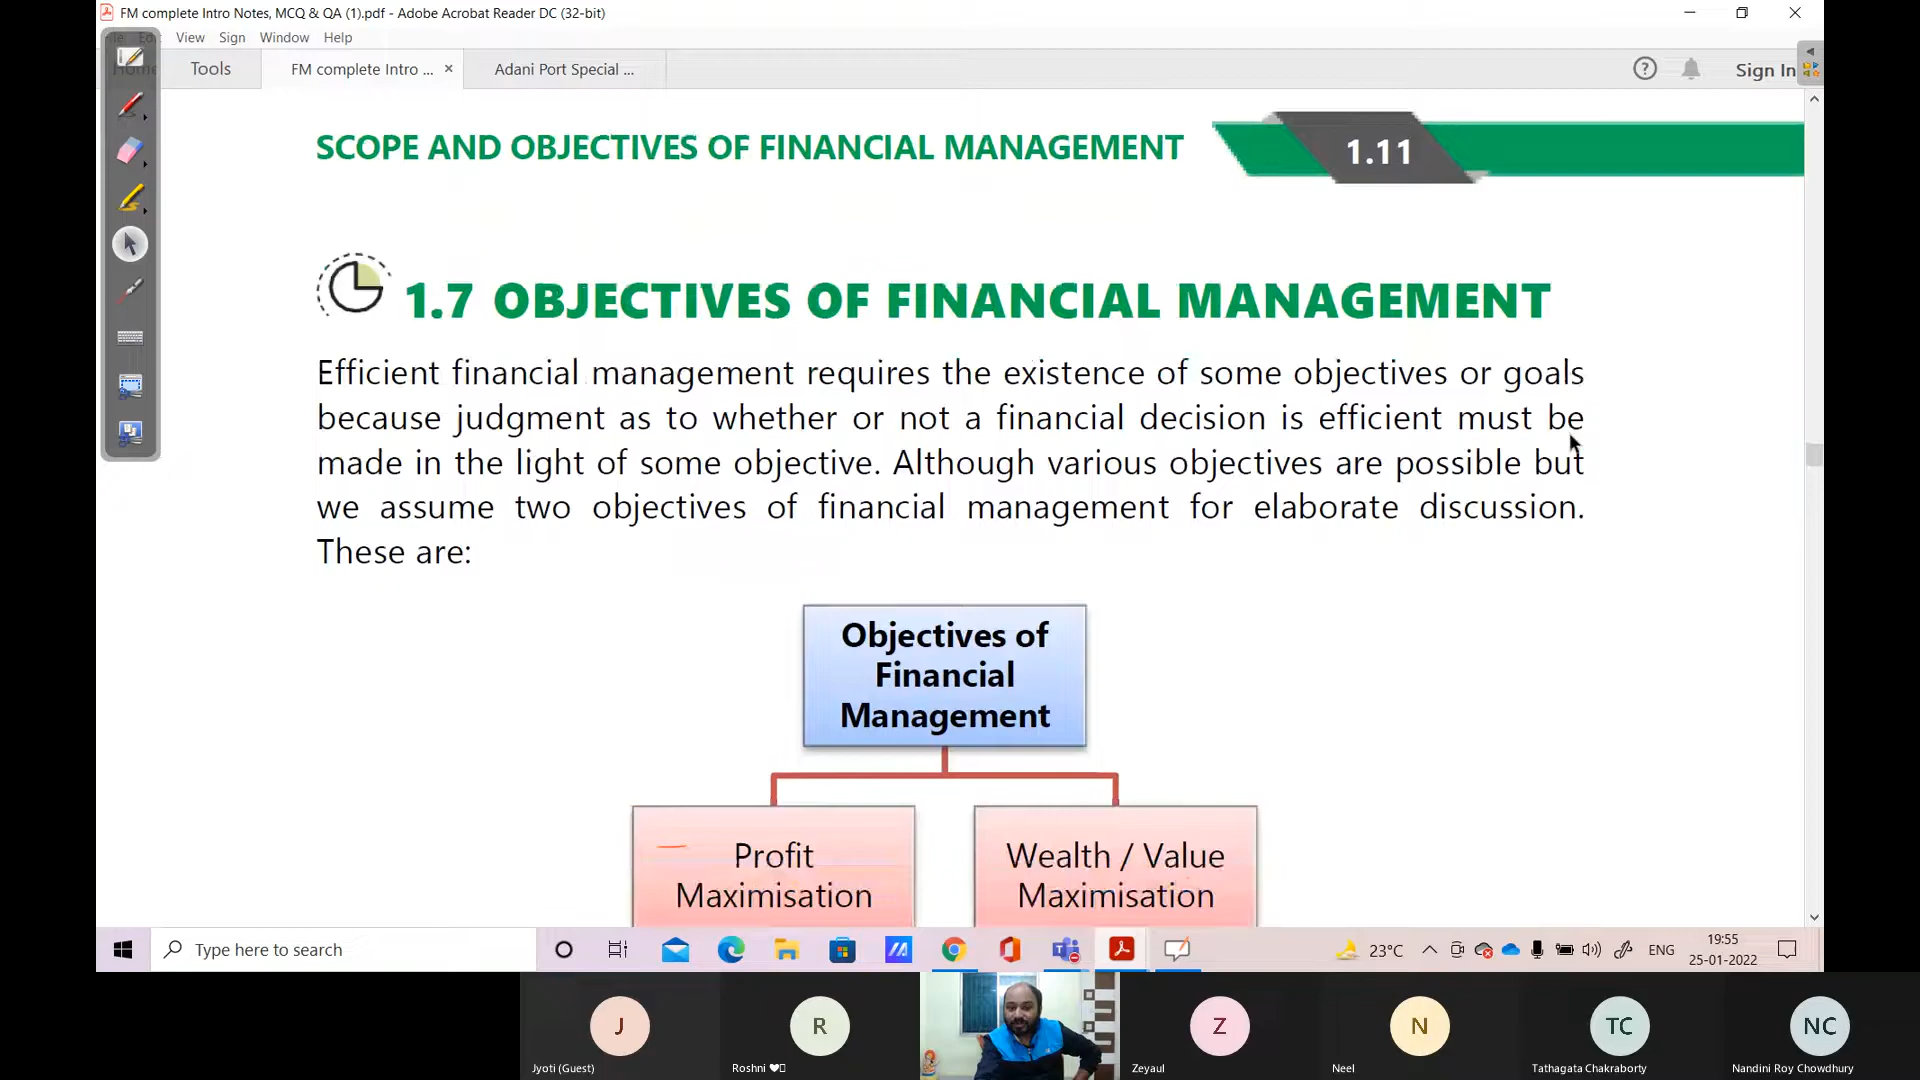 FM complete Intro Notes, MCQ & QA (1).pdf - Adobe Acrobat Reader DC (32-bit)
View Sign Window Help
Home Tools FM complete Intro ... × Adani Port Special ... Sign In
SCOPE AND OBJECTIVES OF FINANCIAL MANAGEMENT 1.11
1.7 OBJECTIVES OF FINANCIAL MANAGEMENT
Efficient financial management requires the existence of some objectives or goals
because judgment as to whether or not a financial decision is efficient must be
made in the light of some objective. Although various objectives are possible but
we assume two objectives of financial management for elaborate discussion.
These are:
Objectives of
Financial
Management
Profit
Maximisation
Wealth / Value
Maximisation
Type here to search
23°C
ENG
19:55
25-01-2022
J
R
Z
N
TC
NC
Jyoti (Guest)
Roshni
Zeyaul
Neel
Tathagata Chakraborty
Nandini Roy Chowdhury